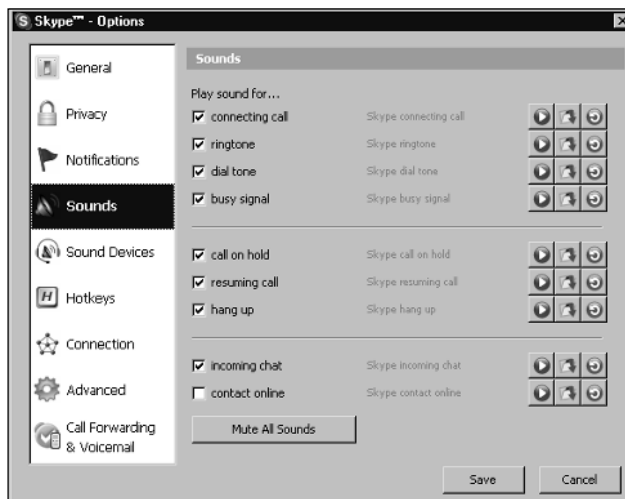 Skype™ - Options
General
Privacy
Notifications
Sounds
Sound Devices
Hotkeys
Connection
Advanced
Call Forwarding
& Voicemail
Sounds
Play sound for...
connecting call Skype connecting call
ringtone Skype ringtone
dial tone Skype dial tone
busy signal Skype busy signal
call on hold Skype call on hold
resuming call Skype resuming call
hang up Skype hang up
incoming chat Skype incoming chat
contact online Skype contact online
Mute All Sounds
Save Cancel